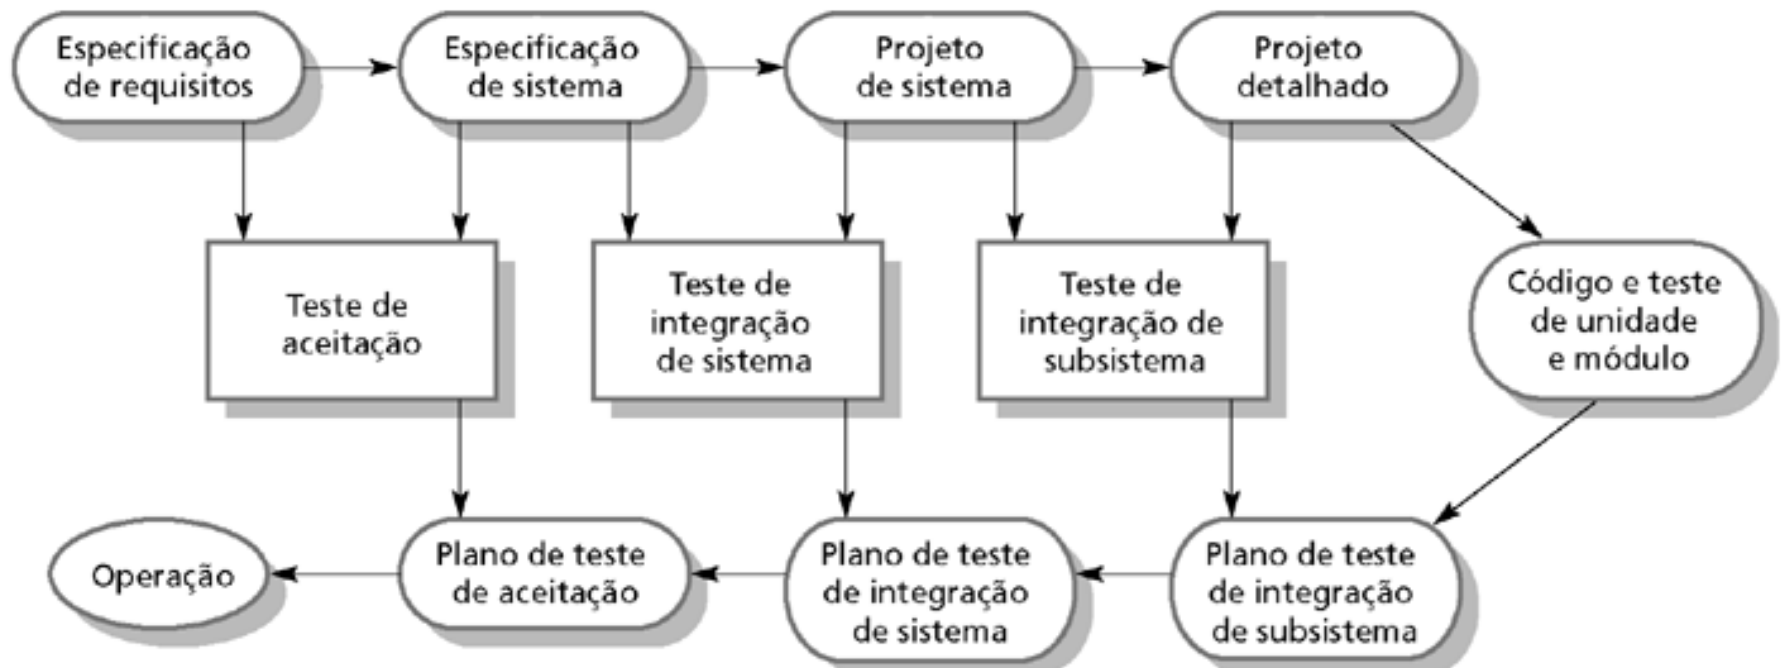 Especificação
de requisitos
Especificação
de sistema
Projeto
de sistema
Projeto
detalhado
Teste de
aceitação
Teste de
integração
de sistema
Teste de
integração de
subsistema
Código e teste
de unidade
e módulo
Operação
Plano de teste
de aceitação
Plano de teste
de integração
de sistema
Plano de teste
de integração
de subsistema